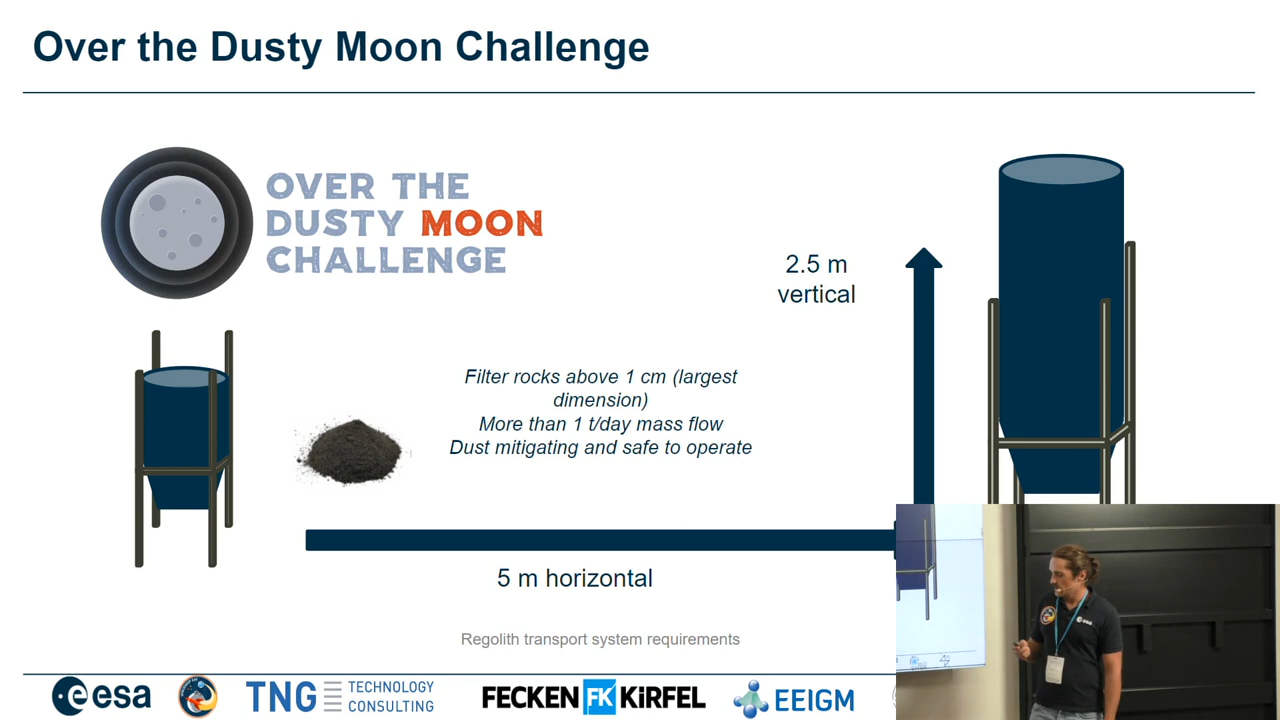 Over the Dusty Moon Challenge
OVER THE
DUSTY MOON
CHALLENGE
2.5 m
vertical
Filter rocks above 1 cm (largest
dimension)
More than 1 t/day mass flow
Dust mitigating and safe to operate
5 m horizontal
Regolith transport system requirements
esa
TNG TECHNOLOGY
CONSULTING
FECKEN FK KiRFEL
EEIGM
esa